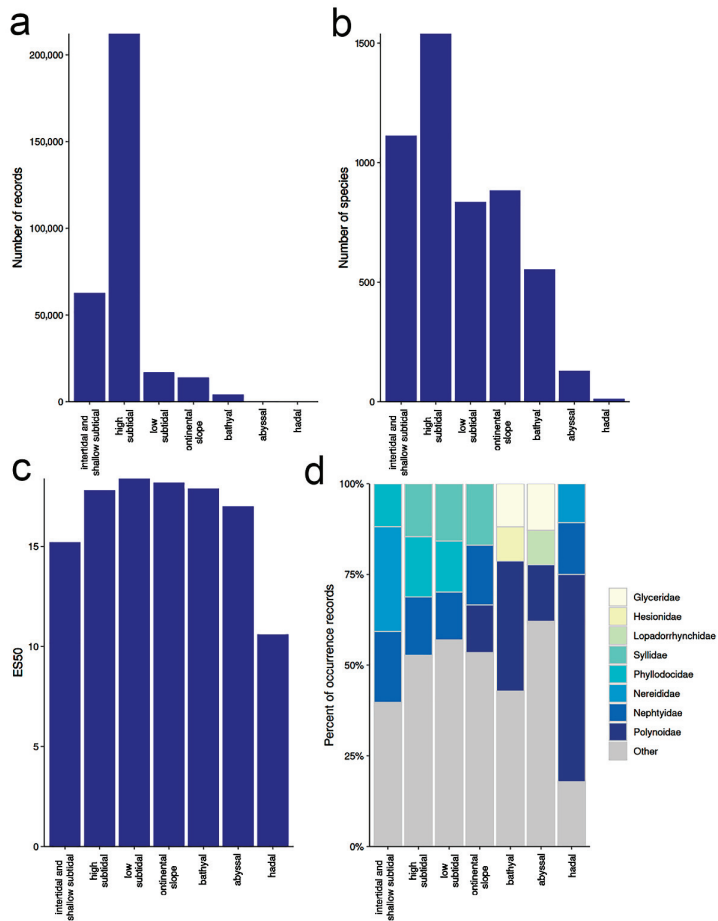 a
Number of records
200,000
150,000
100,000
50,000
0
intertidal and
shallow subtidal
high
subtidal
low
subtidal
ontinental
slope
bathyal
abyssal
hadal
b
Number of species
1500
1000
500
0
intertidal and
shallow subtidal
high
subtidal
low
subtidal
ontinental
slope
bathyal
abyssal
hadal
c
ES50
15
10
5
0
intertidal and
shallow subtidal
high
subtidal
low
subtidal
ontinental
slope
bathyal
abyssal
hadal
d
Percent of occurrence records
100%
75%
50%
25%
0%
intertidal and
shallow subtidal
high
subtidal
low
subtidal
ontinental
slope
bathyal
abyssal
hadal
Glyceridae
Hesionidae
Lopadorrhynchidae
Syllidae
Phyllodocidae
Nereididae
Nephtyidae
Polynoidae
Other